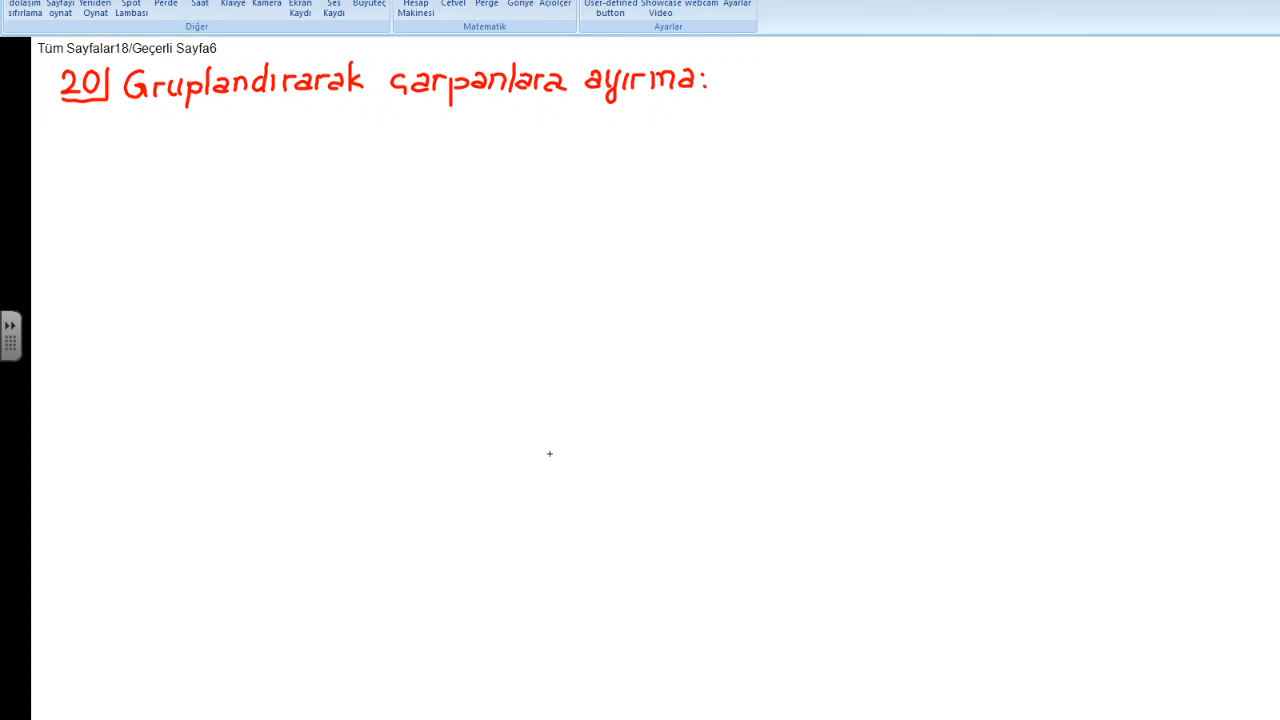 dolaşım Sayfayı Yeniden Spot Perde Saat Klavye Kamera Ekran Ses Büyüteç Hesap Cetvel Perge Gönye Açıölçer User-defined Showcase webcam Ayarlar
sıfırlama oynat Oynat Lambası Kaydı Kaydı Makinesi button Video
Diğer Matematik Ayarlar
Tüm Sayfalar18/Geçerli Sayfa6
20| Gruplandırarak çarpanlara ayırma: